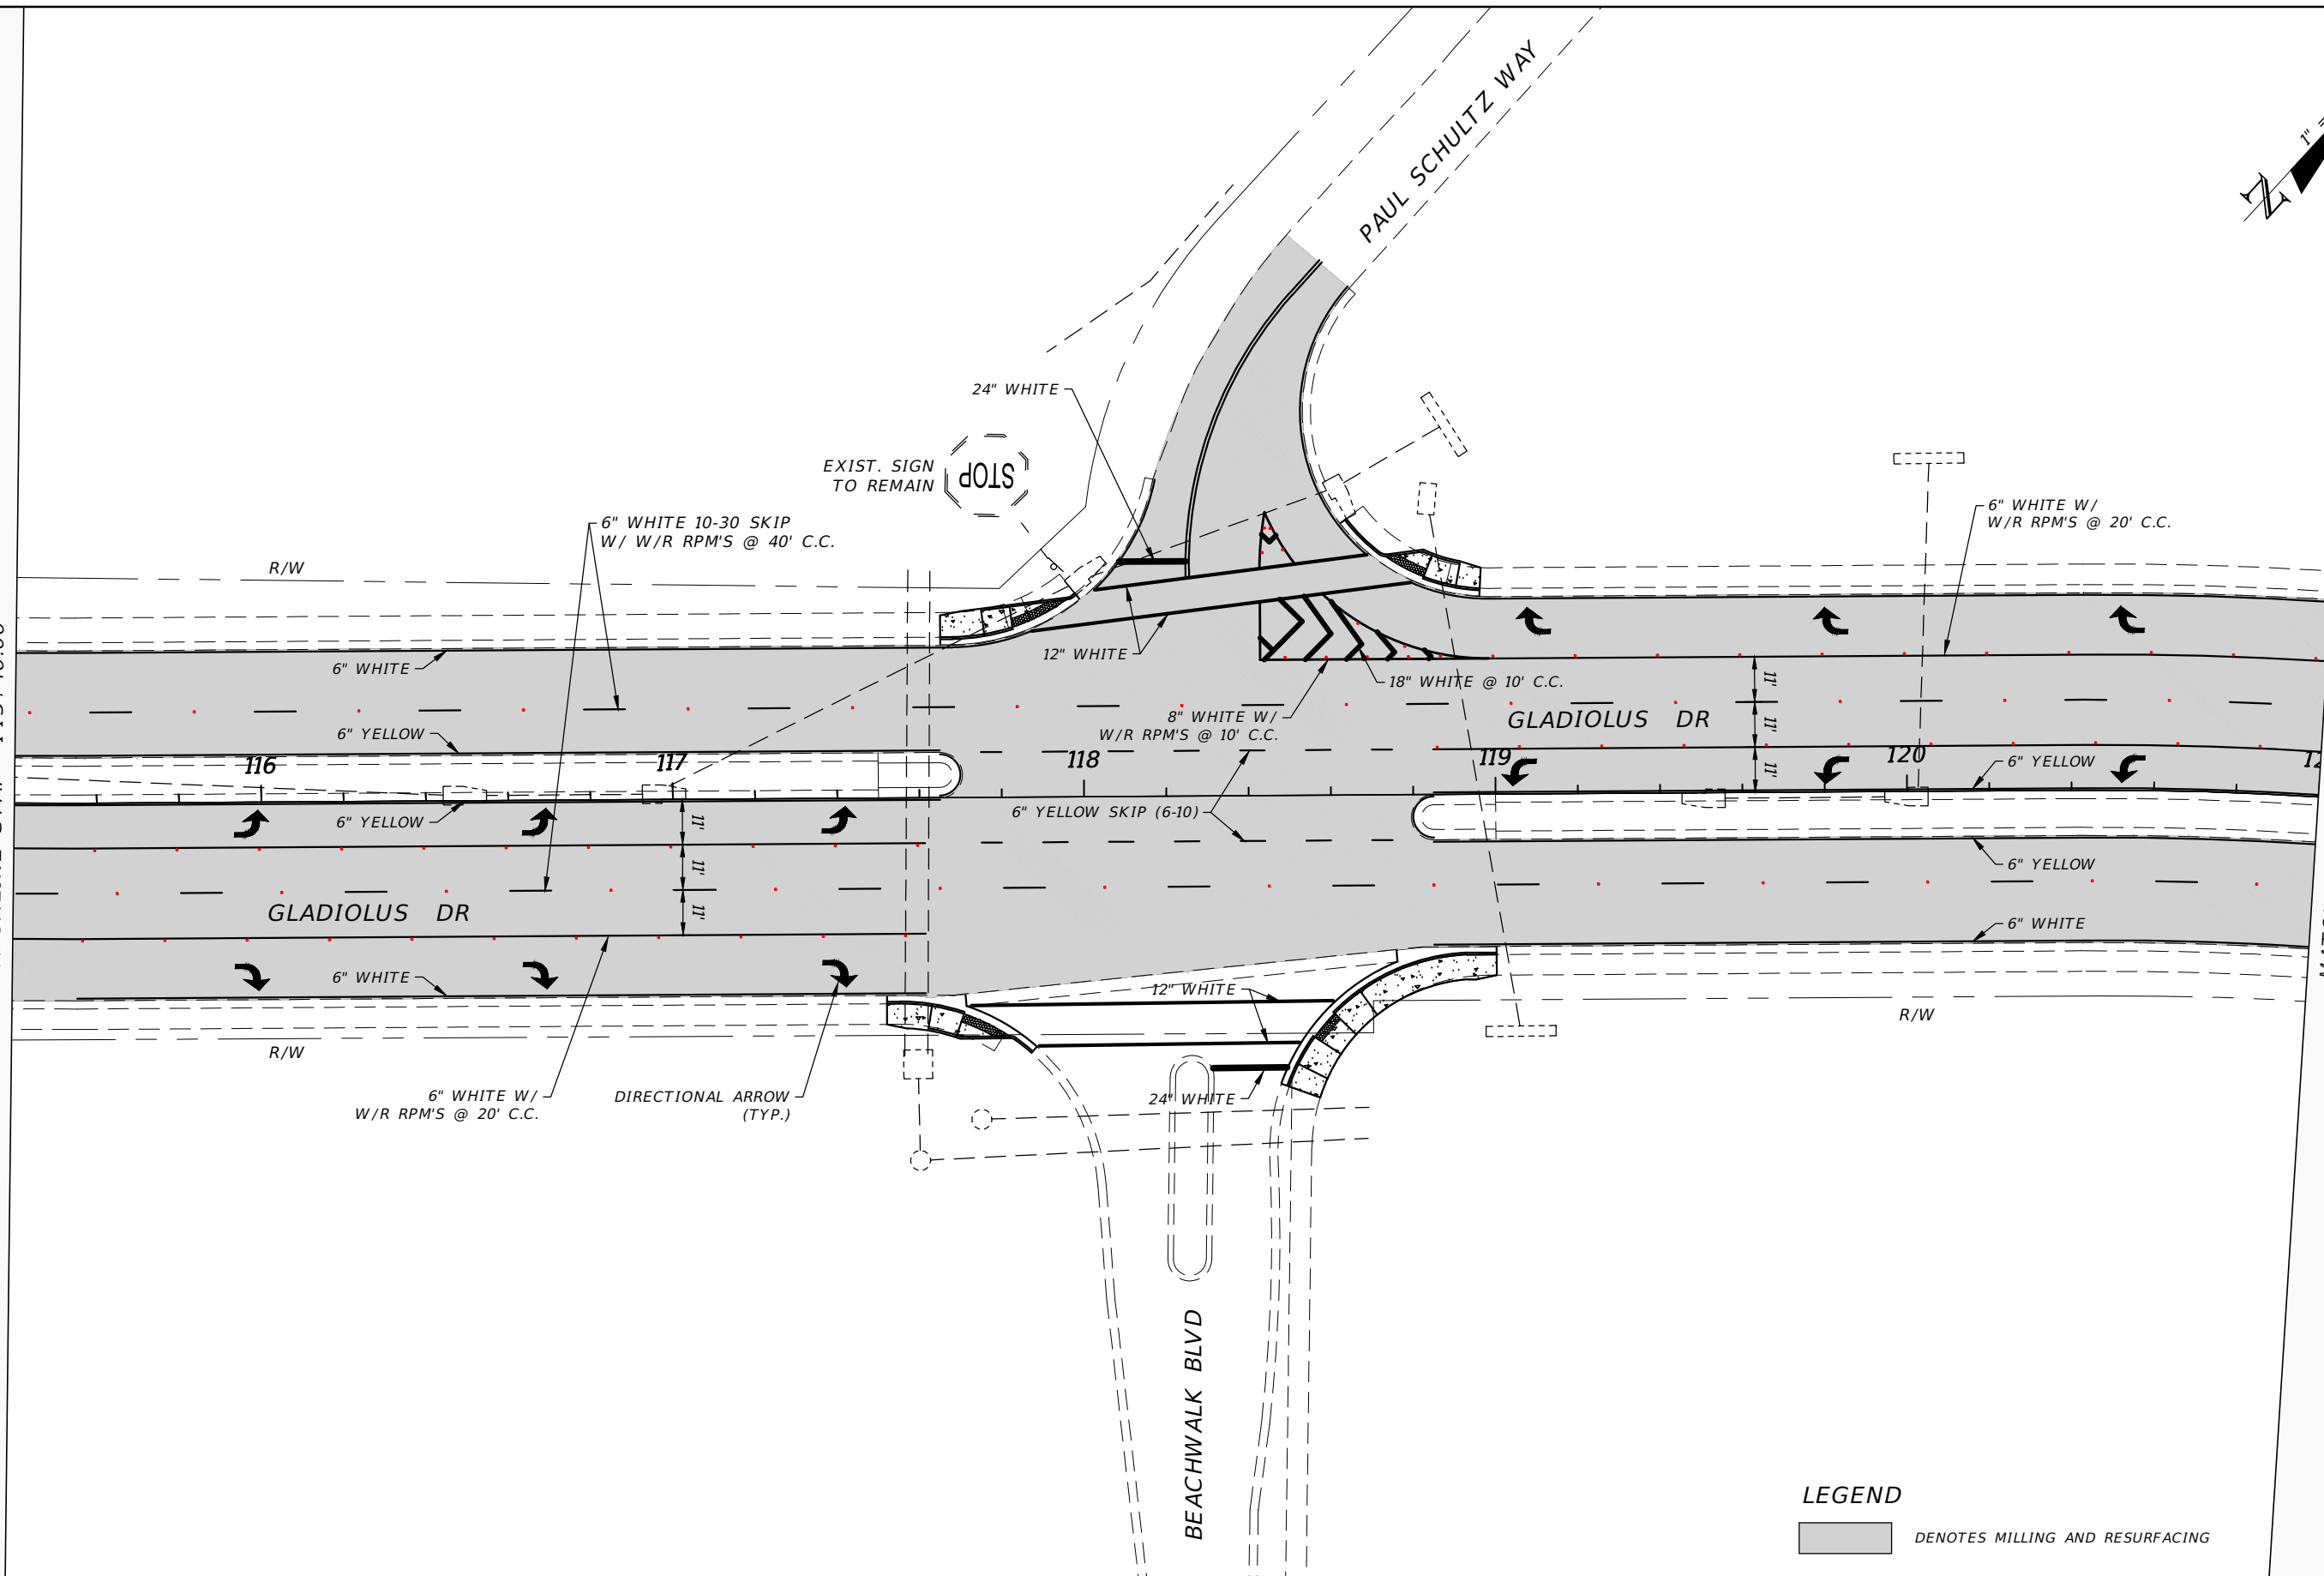 PAUL SCHULTZ WAY
1"
N
24" WHITE
EXIST. SIGN
TO REMAIN
STOP
6" WHITE 10-30 SKIP
W/ W/R RPM'S @ 40' C.C.
6" WHITE W/
W/R RPM'S @ 20' C.C.
R/W
6" WHITE
12" WHITE
18" WHITE @ 10' C.C.
11'
8" WHITE W/
W/R RPM'S @ 10' C.C.
GLADIOLUS DR
11'
6" YELLOW
116
117
118
119
120
11'
6" YELLOW
6" YELLOW
6" YELLOW SKIP (6-10)
11'
11'
6" YELLOW
GLADIOLUS DR
11'
6" WHITE
6" WHITE
12" WHITE
R/W
R/W
6" WHITE W/
W/R RPM'S @ 20' C.C.
DIRECTIONAL ARROW
(TYP.)
24" WHITE
BEACHWALK BLVD
LEGEND
DENOTES MILLING AND RESURFACING